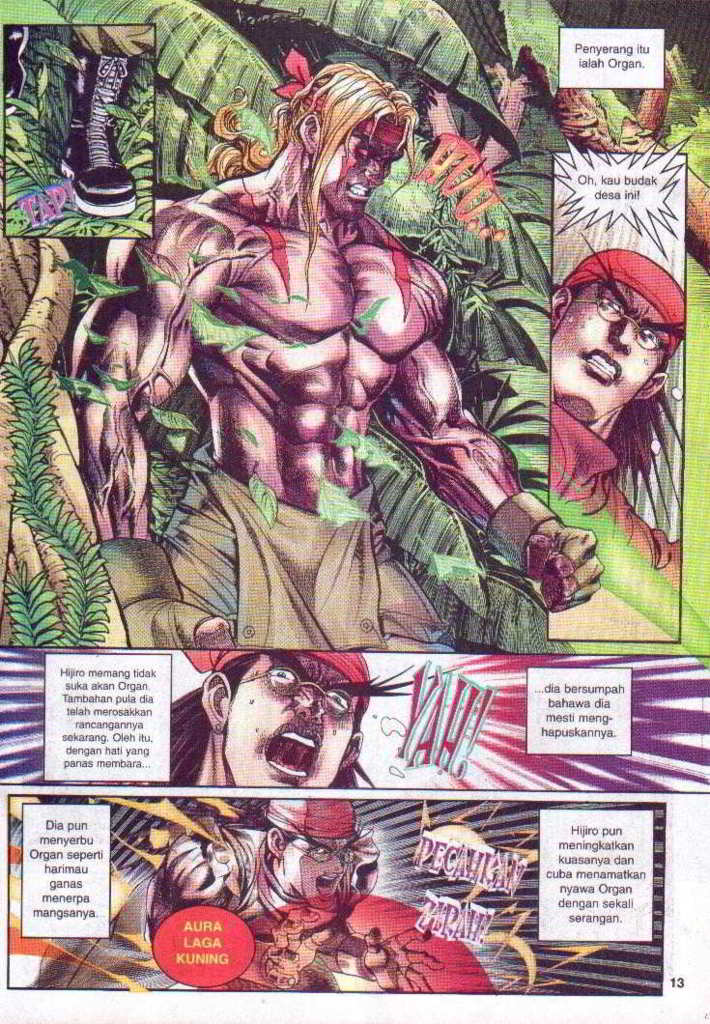 Penyerang itu
ialah Organ.
TAP!
HAD...
Oh, kau budak
desa ini!
Hijiro memang tidak
suka akan Organ.
Tambahan pula dia
telah merosakkan
rancangannya
sekarang. Oleh itu,
dengan hati yang
panas membara...
YAH!!
...dia bersumpah
bahawa dia
mesti meng-
hapuskannya.
Dia pun
menyerbu
Organ seperti
harimau
ganas
menerpa
mangsanya.
AURA
LAGA
KUNING
PECAHKAN
ZIRAH!
Hijiro pun
meningkatkan
kuasanya dan
cuba menamatkan
nyawa Organ
dengan sekali
serangan.
13